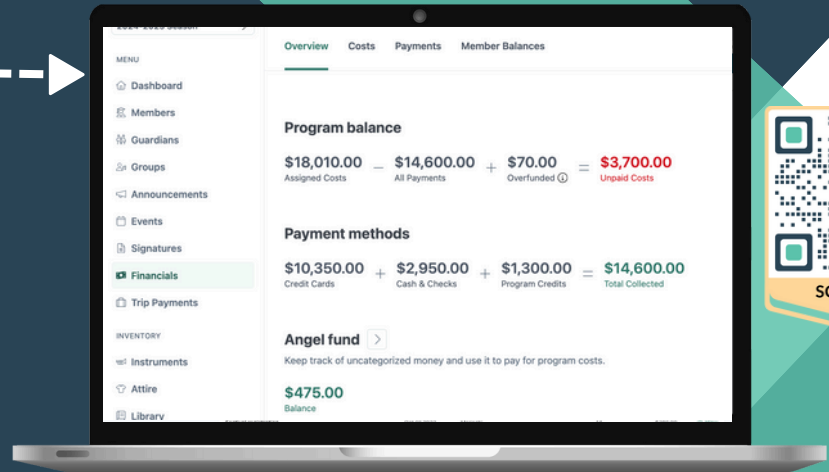 2024-2025 Season
MENU
Dashboard
Members
Guardians
Groups
Announcements
Events
Signatures
Financials
Trip Payments
INVENTORY
Instruments
Attire
Library
Overview Costs Payments Member Balances
Program balance
$18,010.00 – $14,600.00 + $70.00 = $3,700.00
Assigned Costs All Payments Overfunded Unpaid Costs
Payment methods
$10,350.00 + $2,950.00 + $1,300.00 = $14,600.00
Credit Cards Cash & Checks Program Credits Total Collected
Angel fund
Keep track of uncategorized money and use it to pay for program costs.
$475.00
Balance